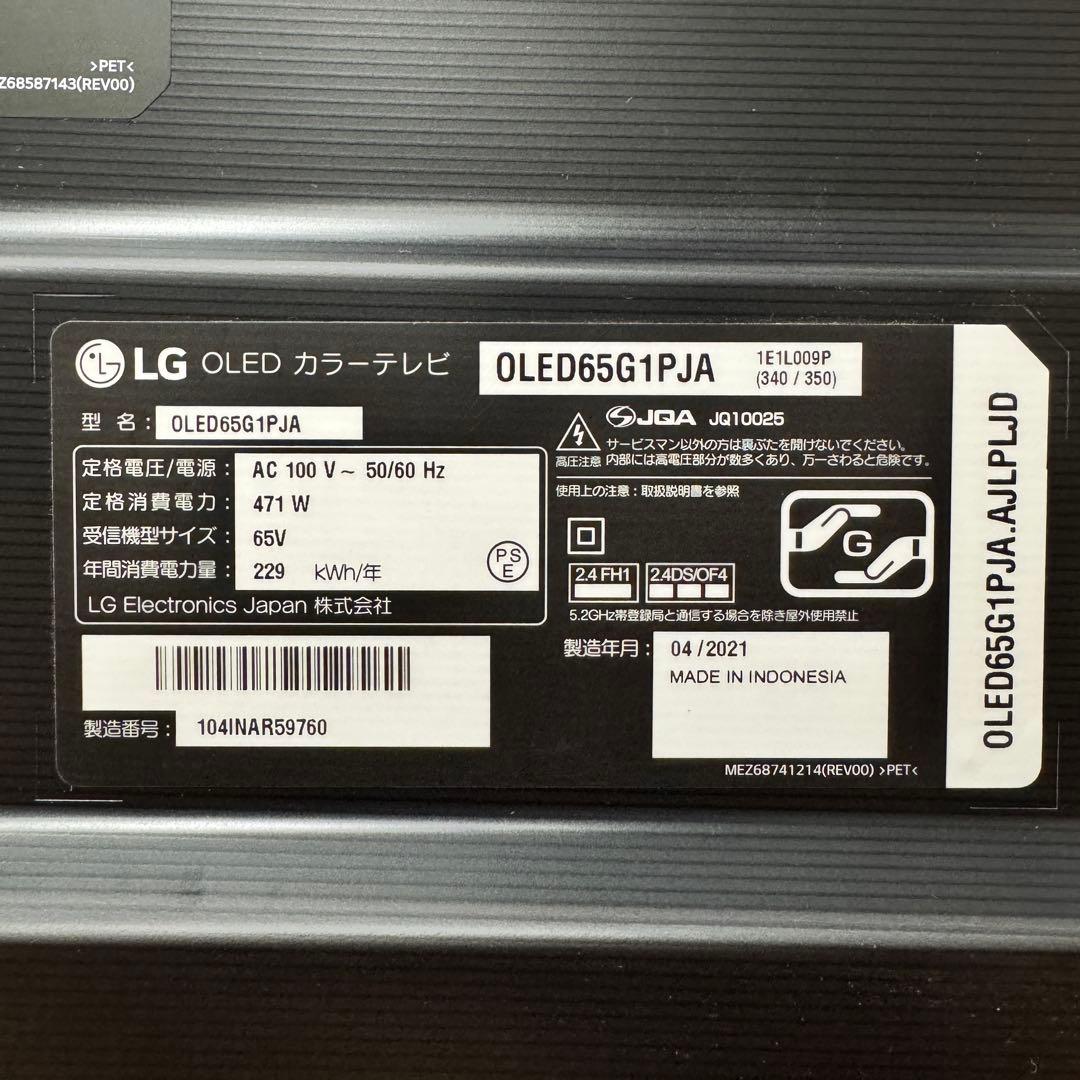 >PET<
Z68587143(REV00)
LG OLED カラーテレビ
OLED65G1PJA
1E1L009P
(340 / 350)
型 名: OLED65G1PJA
定格電圧/電源: AC 100 V ~ 50/60 Hz
定格消費電力: 471 W
受信機型サイズ: 65V
年間消費電力量: 229 kWh/年
PS
E
LG Electronics Japan 株式会社
製造番号: 104INAR59760
JQA JQ10025
高圧注意
サービスマン以外の方は裏ぶたを開けないでください。
内部には高電圧部分が数多くあり、万一さわると危険です。
使用上の注意:取扱説明書を参照
G
2.4 FH1
2.4DS/OF4
5.2GHz帯登録局と通信する場合を除き屋外使用禁止
製造年月: 04 / 2021
MADE IN INDONESIA
MEZ68741214(REV00) >PET<
OLED65G1PJA.AJLPLJD